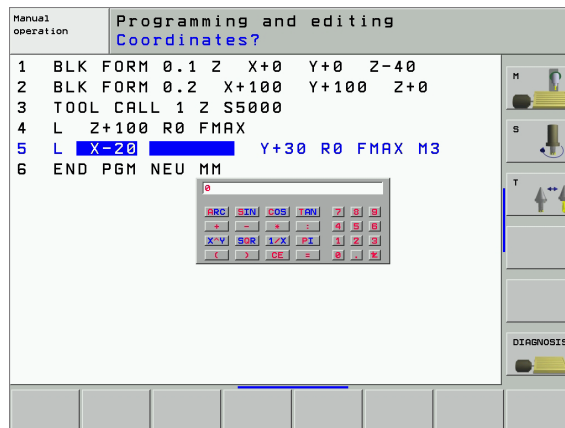 Manual
operation
Programming and editing
Coordinates?
1 BLK FORM 0.1 Z X+0 Y+0 Z-40
2 BLK FORM 0.2 X+100 Y+100 Z+0
3 TOOL CALL 1 Z S5000
4 L Z+100 R0 FMAX
5 L X-20 Y+30 R0 FMAX M3
6 END PGM NEU MM
0
ARC SIN COS TAN 7 8 9
+ - * : 4 5 6
X^Y SQR 1/X PI 1 2 3
( ) CE = 0 .
M
S
T
DIAGNOSIS